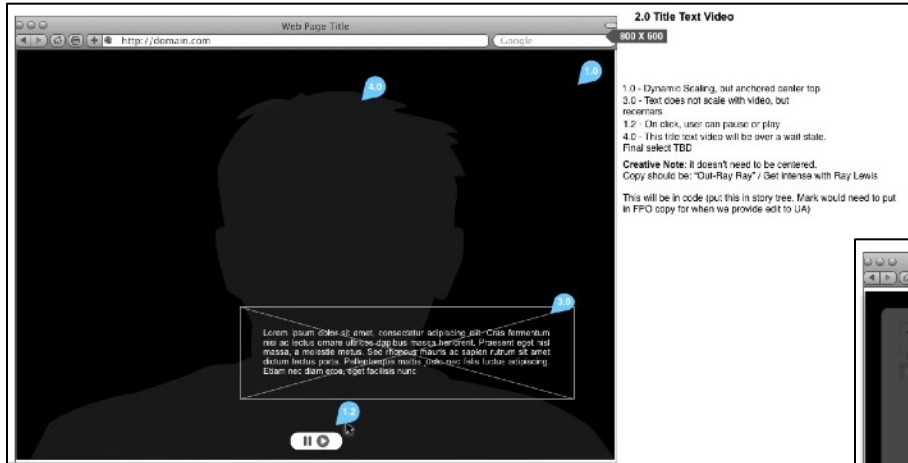 2.0 Title Text Video
Web Page Title
http://domain.com
Google
800 X 600
1.0
4.0
1.0 - Dynamic Scaling, but anchored center top
3.0 - Text does not scale with video, but
recenters
1.2 - On click, user can pause or play
4.0 - This title text video will be over a wait state.
Final select TBD
Creative Note: it doesn't need to be centered.
Copy should be: "Out-Ray Ray" / Get intense with Ray Lewis
This will be in code (put this in story tree. Mark would need to put
in FPO copy for when we provide edit to UA)
3.0
Lorem ipsum dolor sit amet, consectetur adipiscing elit. Cras fermentum
nisi ac lectus ornare ultrices dapibus massa hendrerit. Praesent eget nisl
massa, a molestie metus. Sed rhoncus mauris ac sapien rutrum sit amet
dictum lectus porta. Pellentesque mattis justo nec felis luctus adipiscing.
Etiam nec diam eros, eget facilisis nunc
1.2